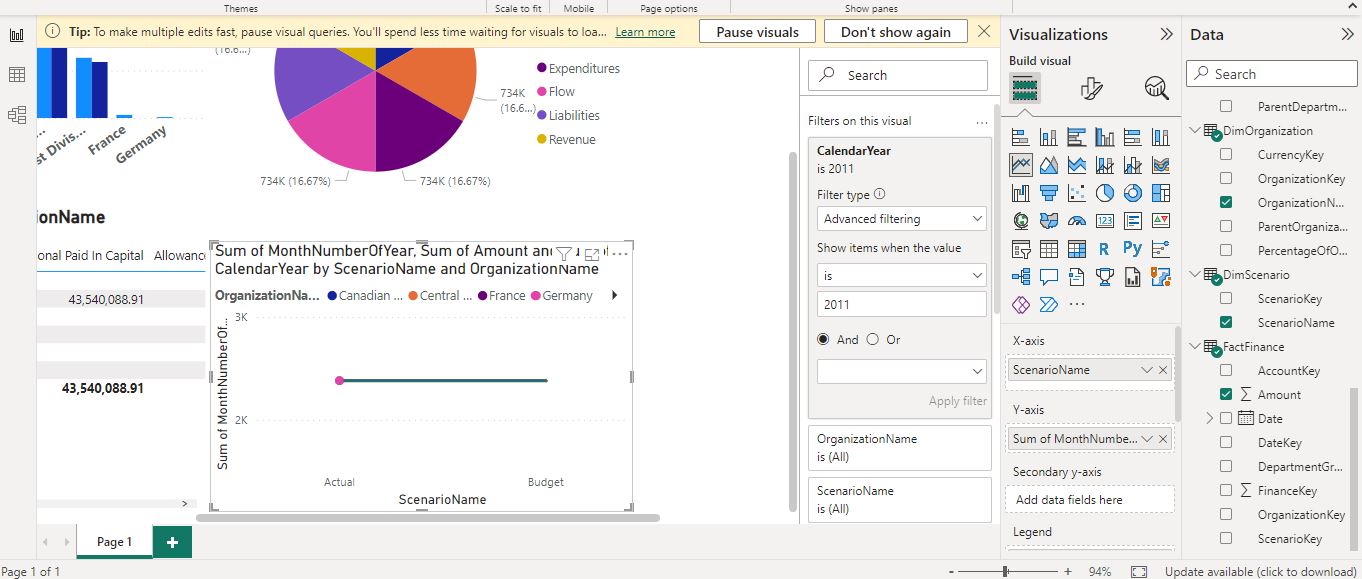 Themes
Scale to fit
Mobile
Page options
Show panes
Tip: To make multiple edits fast, pause visual queries. You'll spend less time waiting for visuals to loa...
Learn more
Pause visuals
Don't show again
(16.6...)
734K
(16.6...)
734K (16.67%)
734K (16.67%)
Expenditures
Flow
Liabilities
Revenue
st Divis...
France
Germany
ionName
onal Paid In Capital
Allowance
43,540,088.91
43,540,088.91
Sum of MonthNumberOfYear, Sum of Amount and
CalendarYear by ScenarioName and OrganizationName
OrganizationNa...
Canadian ...
Central ...
France
Germany
3K
2K
Sum of MonthNumberOf...
Actual
Budget
ScenarioName
Page 1
Page 1 of 1
Search
Filters on this visual
...
CalendarYear
is 2011
Filter type
Advanced filtering
Show items when the value
is
2011
And
Or
Apply filter
OrganizationName
is (All)
ScenarioName
is (All)
Visualizations
Build visual
123
R
Py
...
X-axis
ScenarioName
Y-axis
Sum of MonthNumbe...
Secondary y-axis
Add data fields here
Legend
Data
Search
ParentDepartm...
DimOrganization
CurrencyKey
OrganizationKey
OrganizationN...
ParentOrganiza...
PercentageOfO...
DimScenario
ScenarioKey
ScenarioName
FactFinance
AccountKey
∑ Amount
Date
DateKey
DepartmentGr...
∑ FinanceKey
OrganizationKey
ScenarioKey
- + 94%
Update available (click to download)